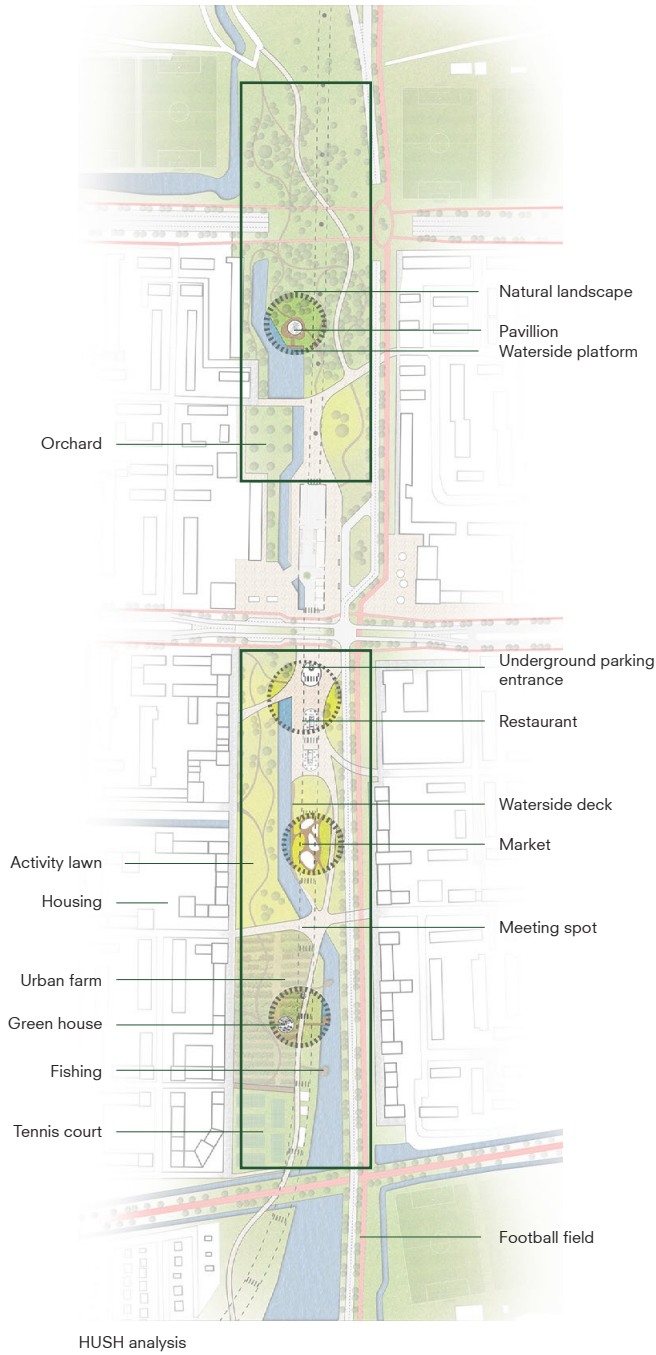 Natural landscape
Pavillion
Waterside platform
Orchard
Underground parking
entrance
Restaurant
Waterside deck
Market
Activity lawn
Housing
Meeting spot
Urban farm
Green house
Fishing
Tennis court
Football field
HUSH analysis